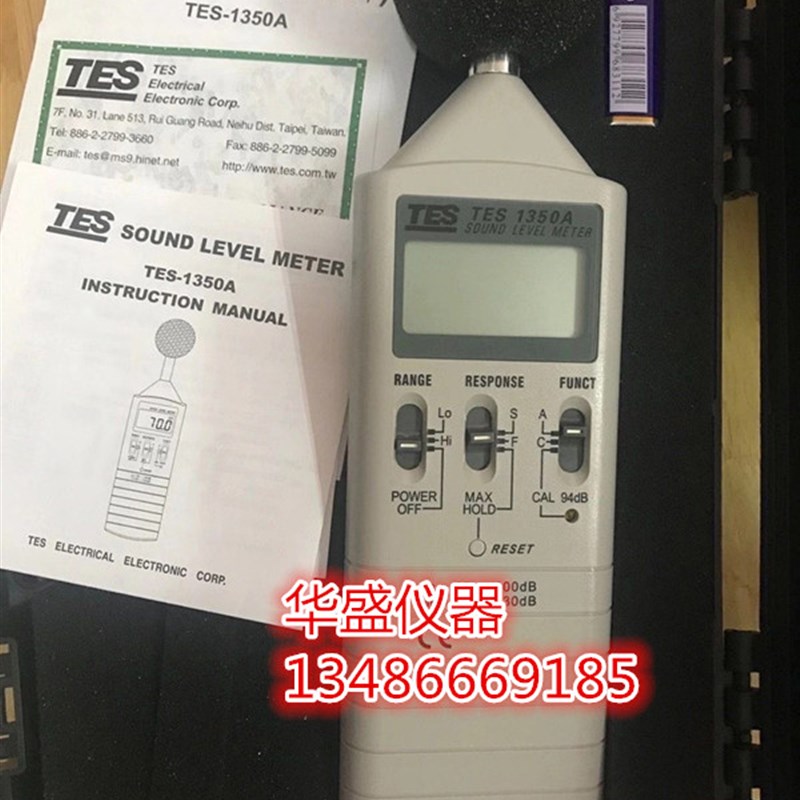 TES-1350A
TES
TES
Electrical
Electronic Corp.
7F, No. 31, Lane 513, Rui Guang Road, Neihu Dist. Taipei, Taiwan.
Tel: 886-2-2799-3660 Fax: 886-2-2799-5099
E-mail: tes@ms9.hinet.net http://www.tes.com.tw
TES SOUND LEVEL METER
TES-1350A
INSTRUCTION MANUAL
70.0
TES ELECTRICAL ELECTRONIC CORP.
TES TES 1350A
SOUND LEVEL METER
RANGE RESPONSE FUNCT
Lo S A
Hi F C
POWER OFF
MAX HOLD
CAL 94dB
RESET
00dB
30dB
华盛仪器
13486669185